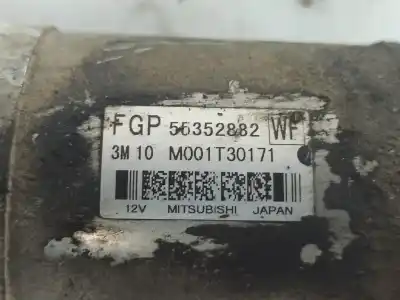 FGP 55352882 WF
3M 10 M001T30171
12V MITSUBISHI JAPAN